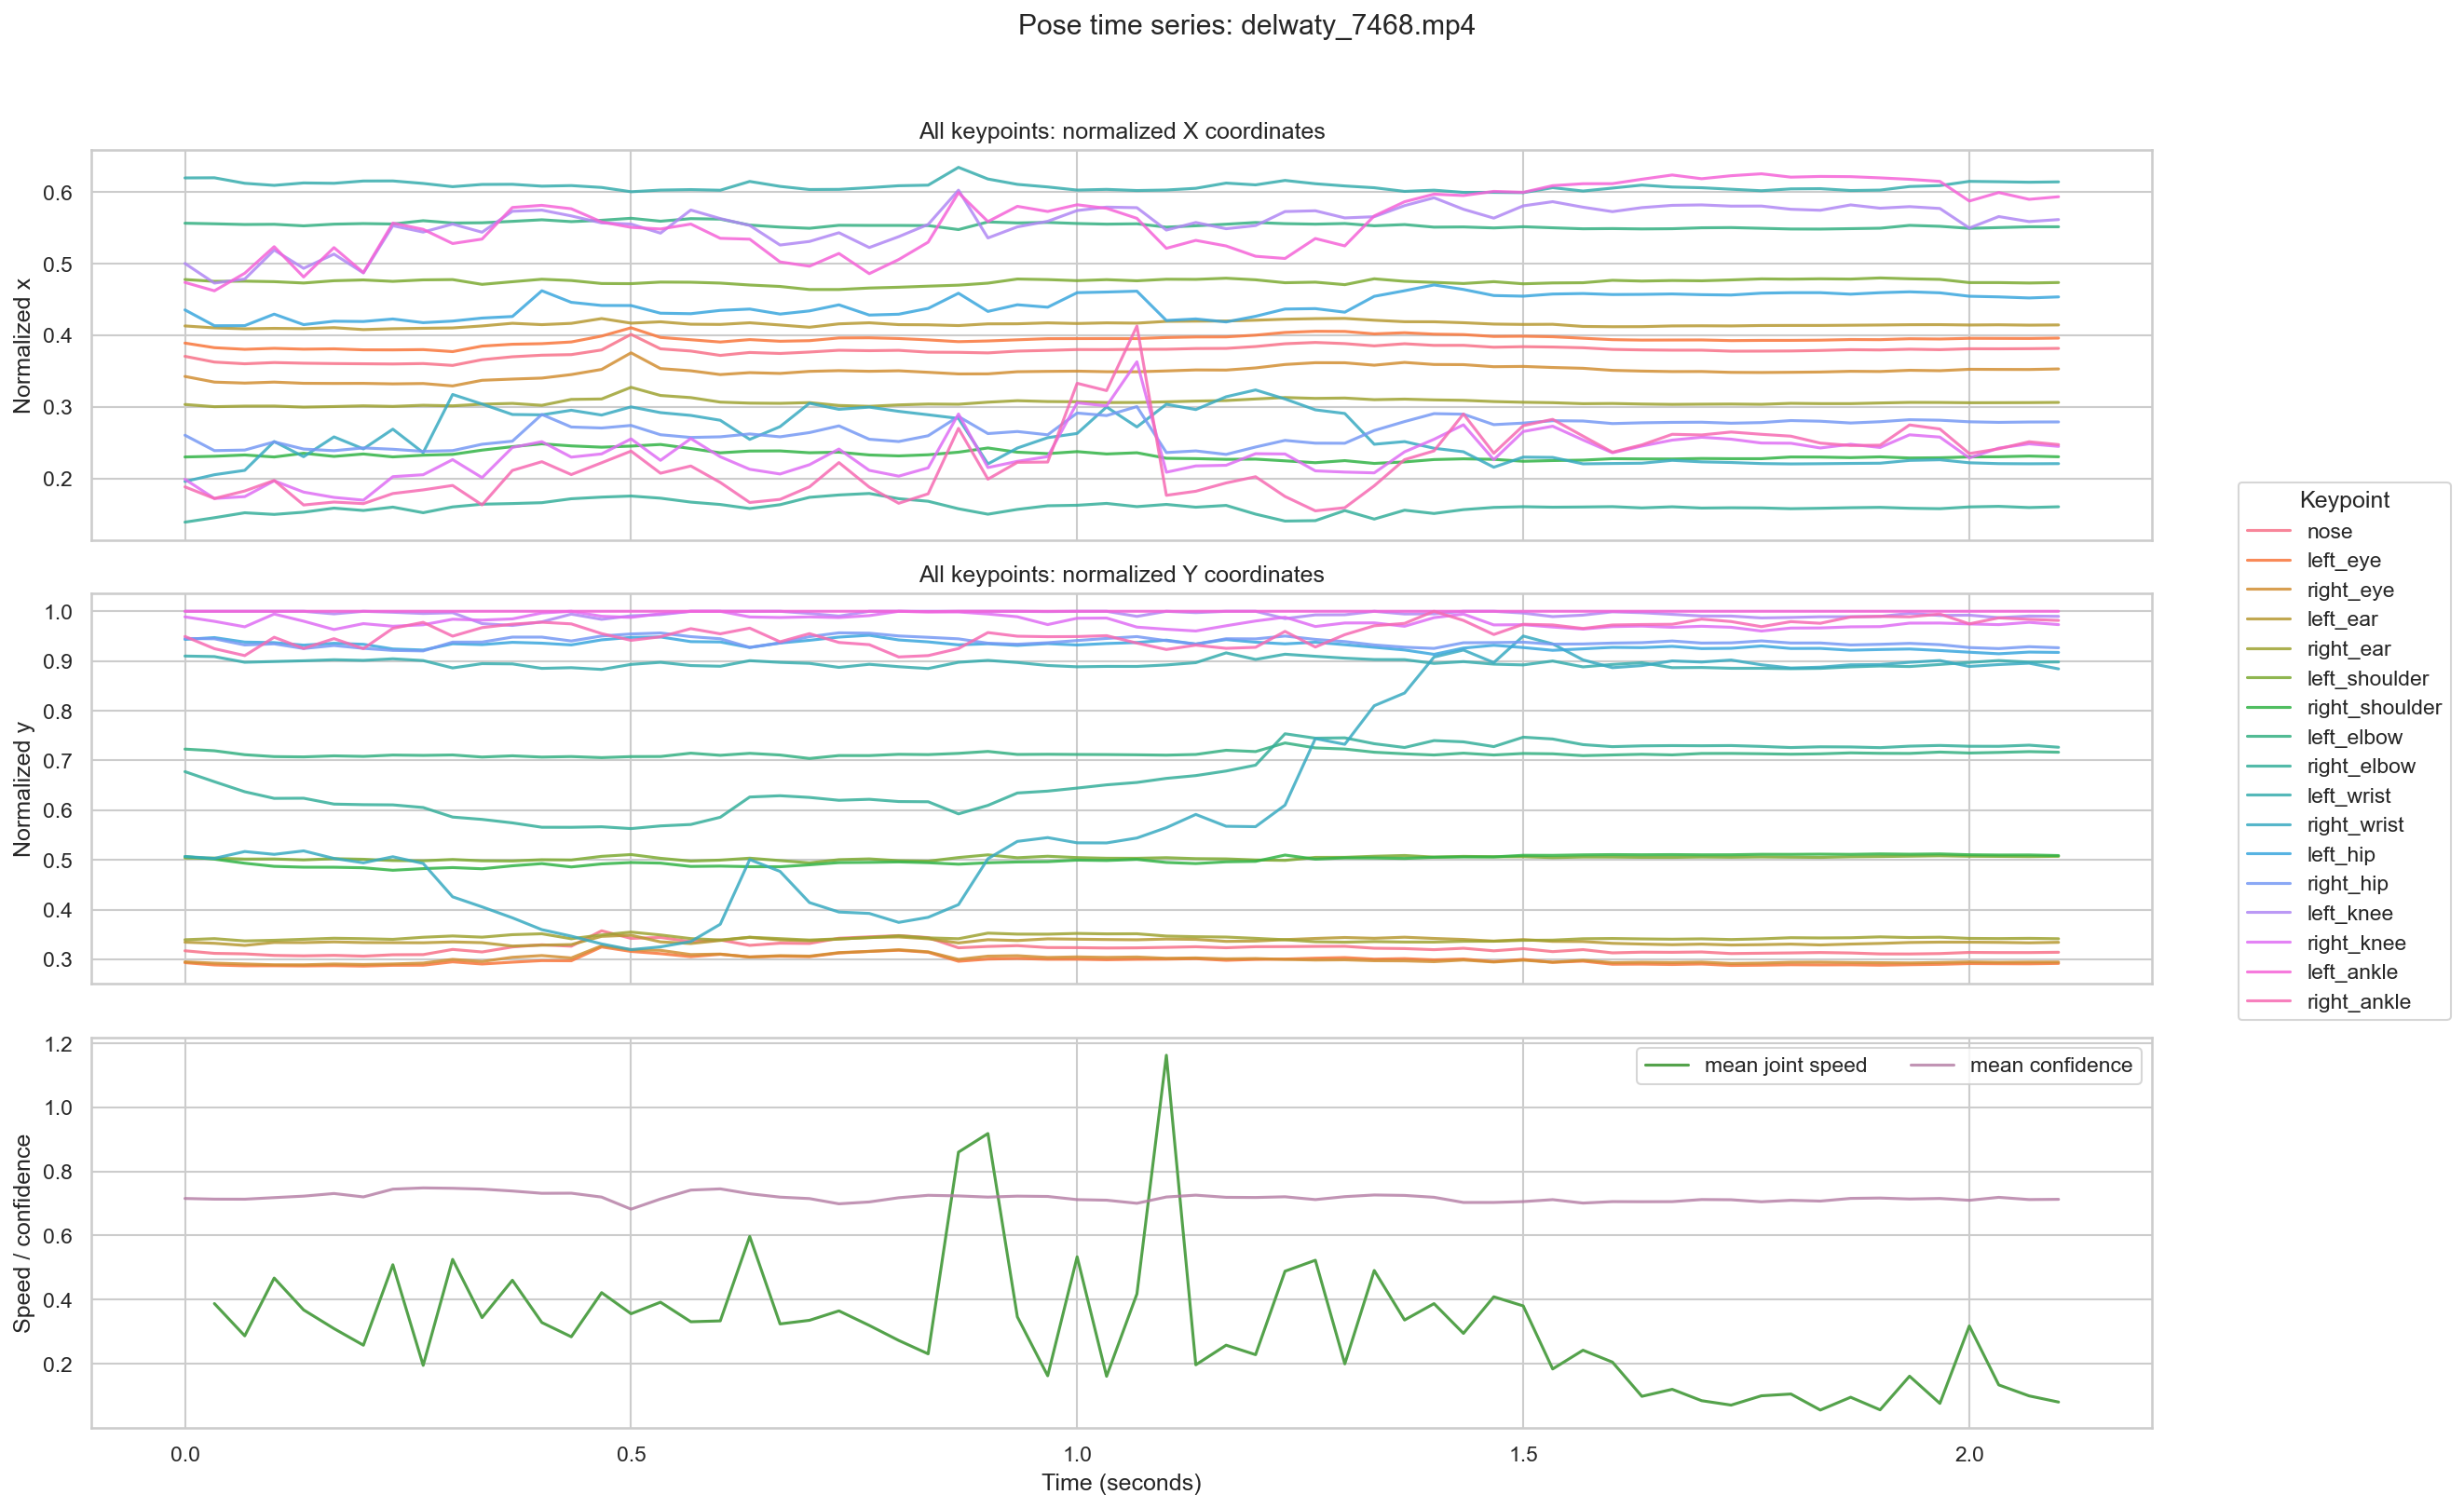 Pose time series: delwaty_7468.mp4
All keypoints: normalized X coordinates
Normalized x
0.6
0.5
0.4
0.3
0.2
All keypoints: normalized Y coordinates
Normalized y
1.0
0.9
0.8
0.7
0.6
0.5
0.4
0.3
Keypoint
nose
left_eye
right_eye
left_ear
right_ear
left_shoulder
right_shoulder
left_elbow
right_elbow
left_wrist
right_wrist
left_hip
right_hip
left_knee
right_knee
left_ankle
right_ankle
Speed / confidence
1.2
1.0
0.8
0.6
0.4
0.2
mean joint speed mean confidence
0.0 0.5 1.0 1.5 2.0
Time (seconds)